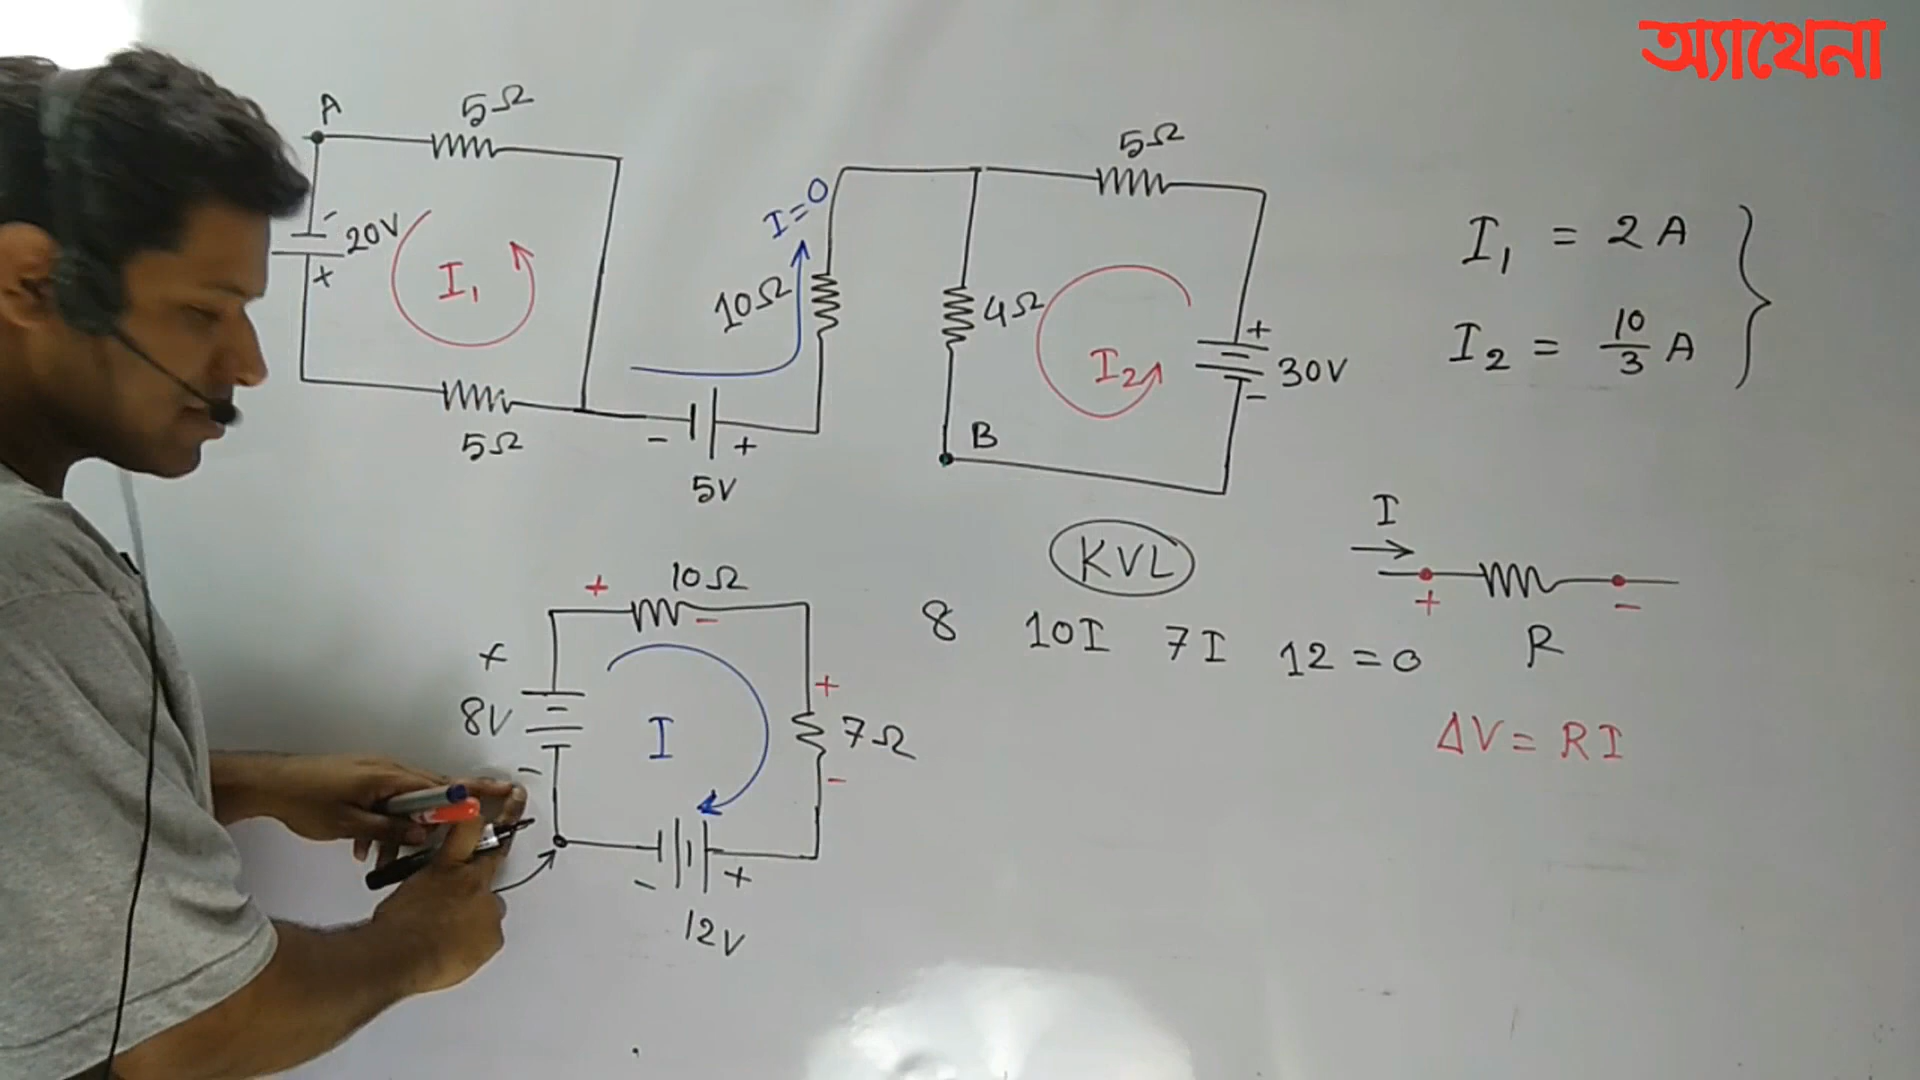 অ্যাথেনা
A
5Ω
-
20V
+
I₁
5Ω
-
+
5V
I=0
10Ω
4Ω
B
5Ω
I₂
+
30V
-
I₁ = 2 A
I₂ = 10/3 A
KVL
8 10I 7I 12 = 0
I
+ -
R
ΔV = RI
+
10Ω
-
+
8V
-
I
+
7Ω
-
- +
12V